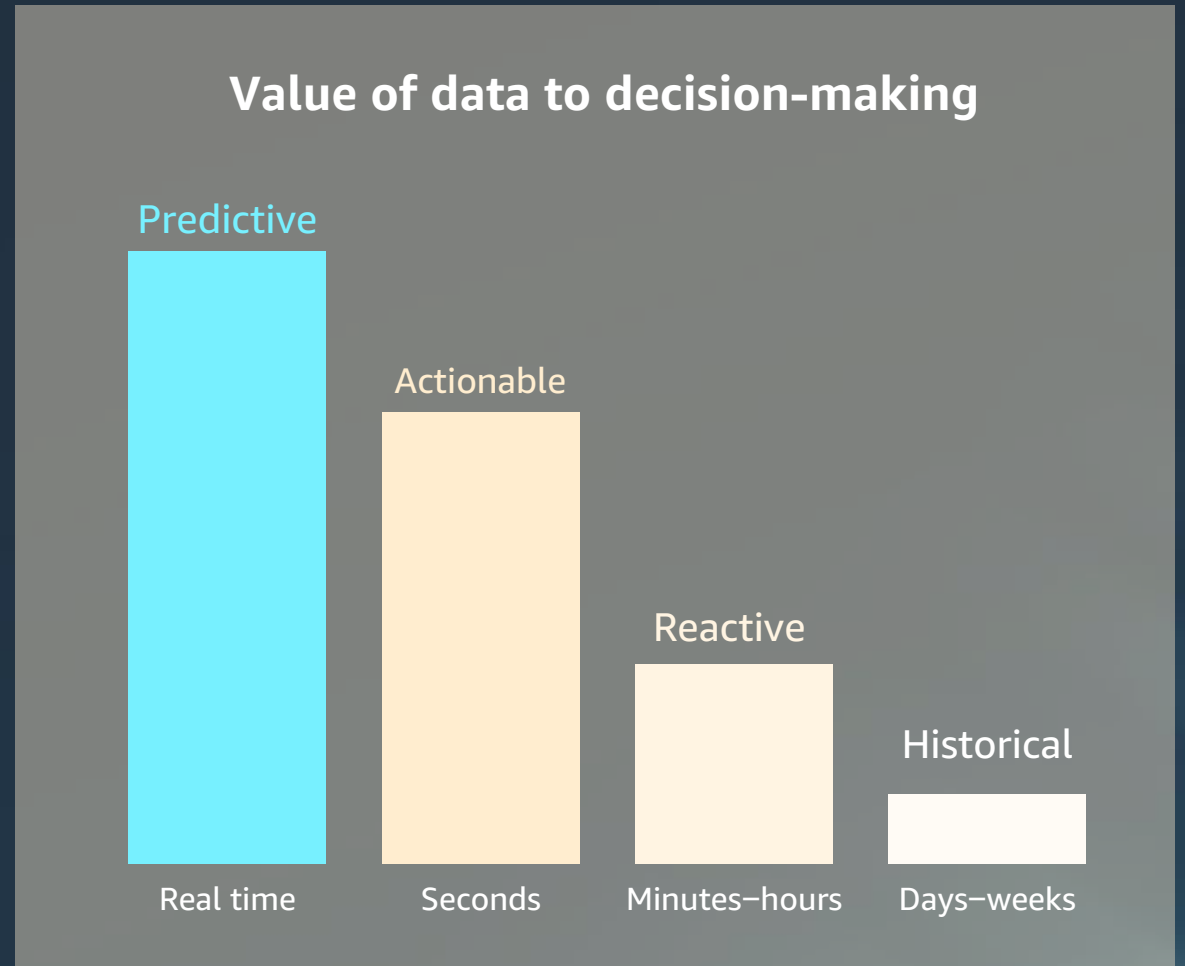 Value of data to decision-making
Predictive
Actionable
Reactive
Historical
Real time
Seconds
Minutes–hours
Days–weeks